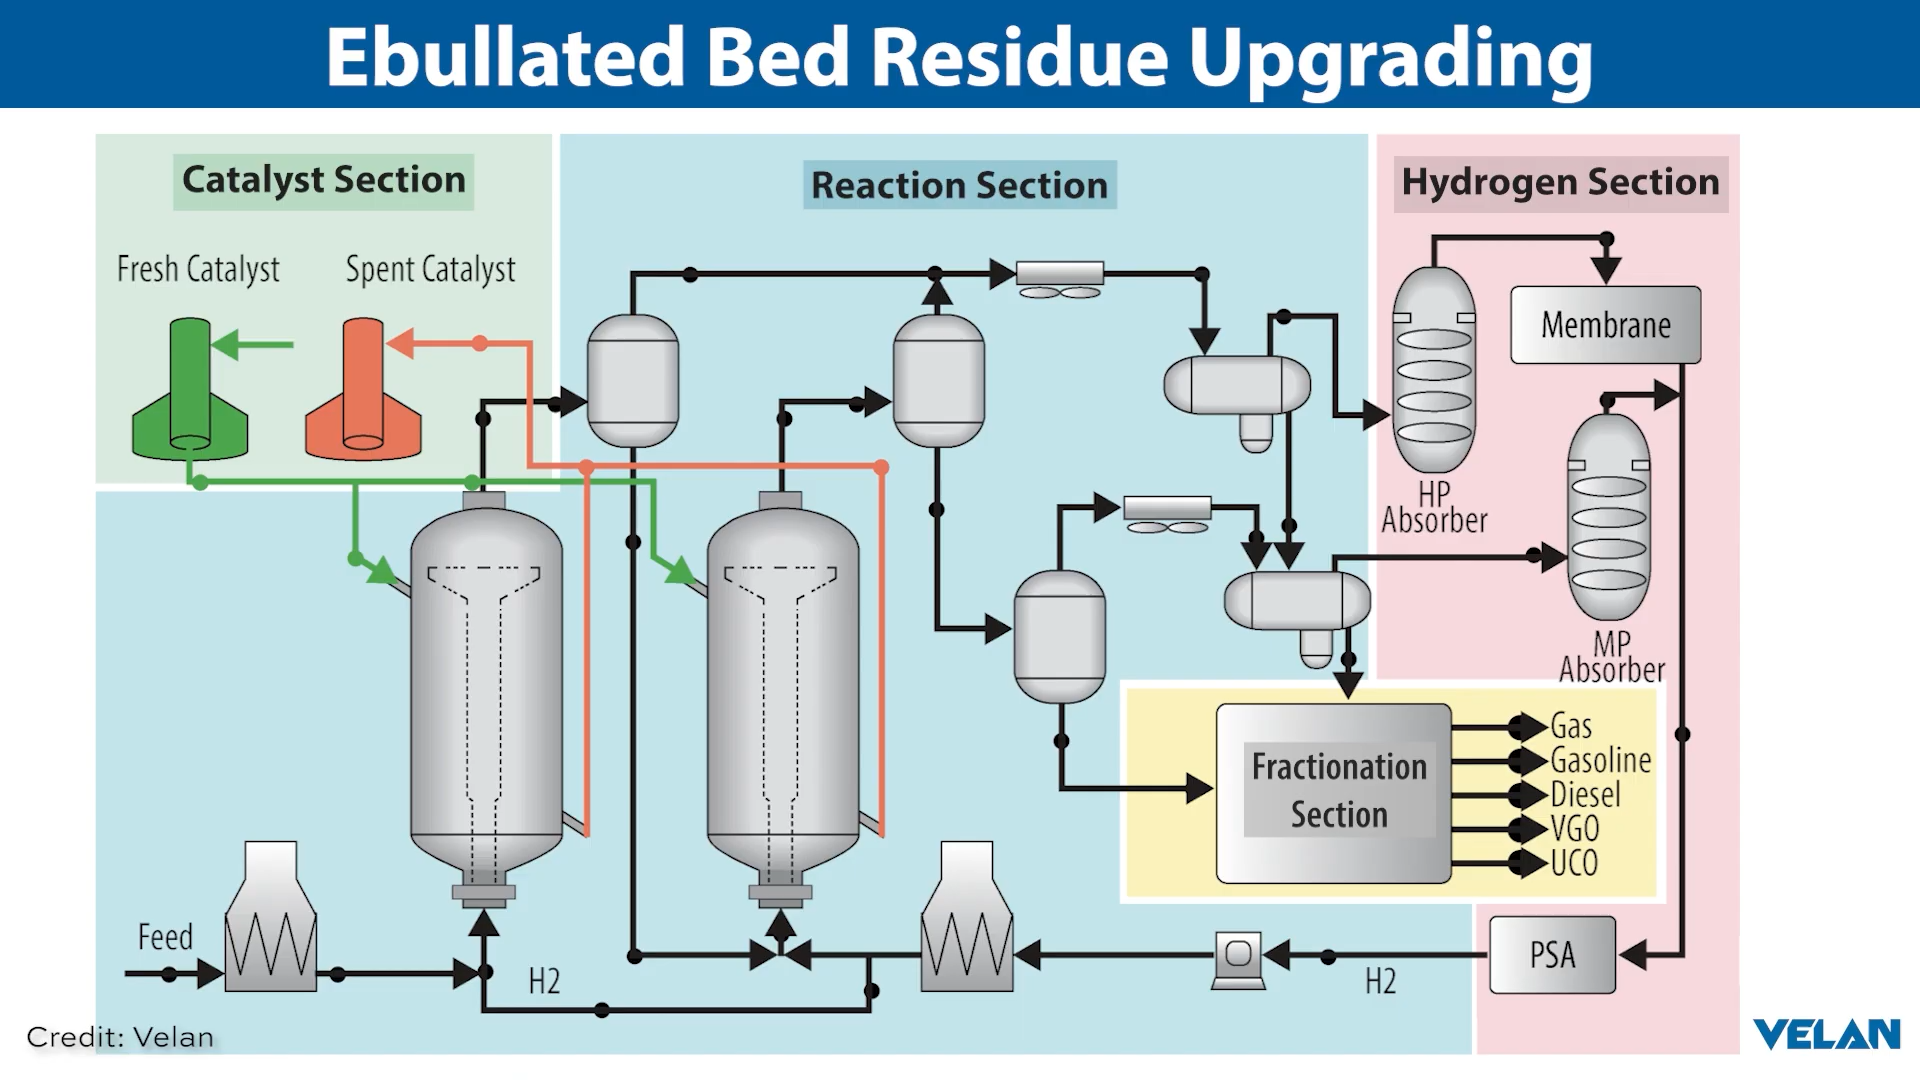 Ebullated Bed Residue Upgrading
Catalyst Section
Reaction Section
Hydrogen Section
Fresh Catalyst
Spent Catalyst
Membrane
HP
Absorber
MP
Absorber
Fractionation
Section
Gas
Gasoline
Diesel
VGO
UCO
Feed
H2
H2
PSA
Credit: Velan
VELAN